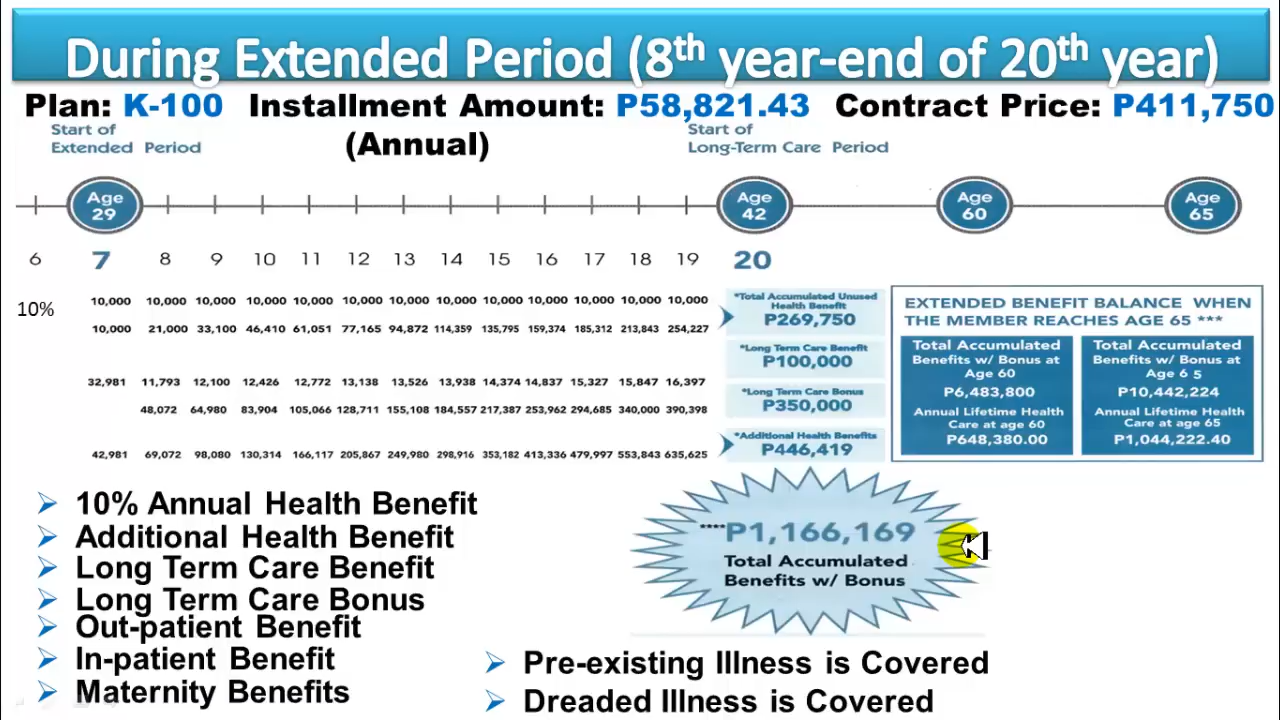 During Extended Period (8th year-end of 20th year)
Plan: K-100 Installment Amount: P58,821.43 Contract Price: P411,750
(Annual)
Start of
Extended Period
Start of
Long-Term Care Period
Age
29
Age
42
Age
60
Age
65
6 7 8 9 10 11 12 13 14 15 16 17 18 19 20
10%
10,000 10,000 10,000 10,000 10,000 10,000 10,000 10,000 10,000 10,000 10,000 10,000 10,000
10,000 21,000 33,100 46,410 61,051 77,165 94,872 114,359 135,795 159,374 185,312 213,843 254,227
32,981 11,793 12,100 12,426 12,772 13,138 13,526 13,938 14,374 14,837 15,327 15,847 16,397
48,072 64,980 83,904 105,066 128,711 155,108 184,557 217,387 253,962 294,685 340,000 390,398
42,981 69,072 98,080 130,314 166,117 205,867 249,980 298,916 353,182 413,336 479,997 553,843 635,625
*Total Accumulated Unused
Health Benefit
P269,750
*Long Term Care Benefit
P100,000
*Long Term Care Bonus
P350,000
*Additional Health Benefits
P446,419
EXTENDED BENEFIT BALANCE WHEN
THE MEMBER REACHES AGE 65 ***
Total Accumulated
Benefits w/ Bonus at
Age 60
P6,483,800
Annual Lifetime Health
Care at age 60
P648,380.00
Total Accumulated
Benefits w/ Bonus at
Age 6 5
P10,442,224
Annual Lifetime Health
Care at age 65
P1,044,222.40
****P1,166,169
Total Accumulated
Benefits w/ Bonus
10% Annual Health Benefit
Additional Health Benefit
Long Term Care Benefit
Long Term Care Bonus
Out-patient Benefit
In-patient Benefit
Maternity Benefits
Pre-existing Illness is Covered
Dreaded Illness is Covered